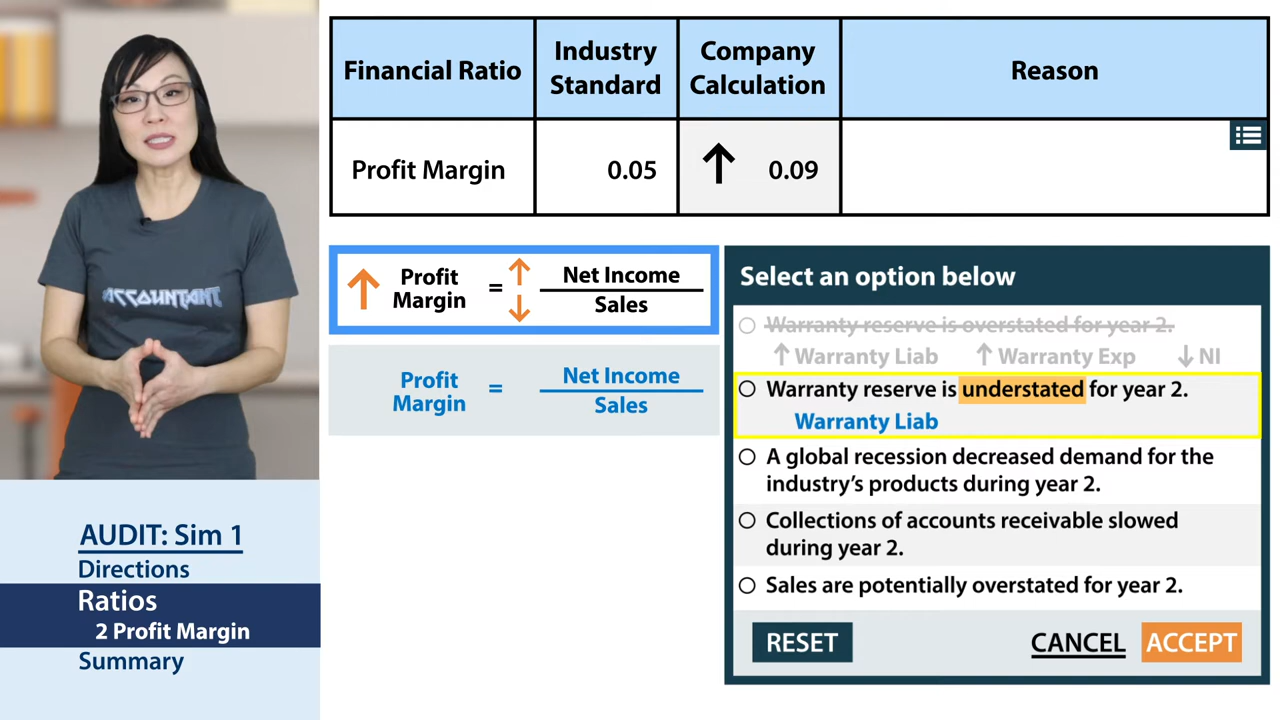 ACCOUNTANT
AUDIT: Sim 1
Directions
Ratios
2 Profit Margin
Summary
Financial Ratio
Industry
Standard
Company
Calculation
Reason
Profit Margin
0.05
↑ 0.09
↑ Profit
Margin
=
↑ Net Income
↓ Sales
Profit
Margin
=
Net Income
Sales
Select an option below
Warranty reserve is overstated for year 2.
↑ Warranty Liab ↑ Warranty Exp ↓ NI
Warranty reserve is understated for year 2.
Warranty Liab
A global recession decreased demand for the
industry's products during year 2.
Collections of accounts receivable slowed
during year 2.
Sales are potentially overstated for year 2.
RESET
CANCEL
ACCEPT